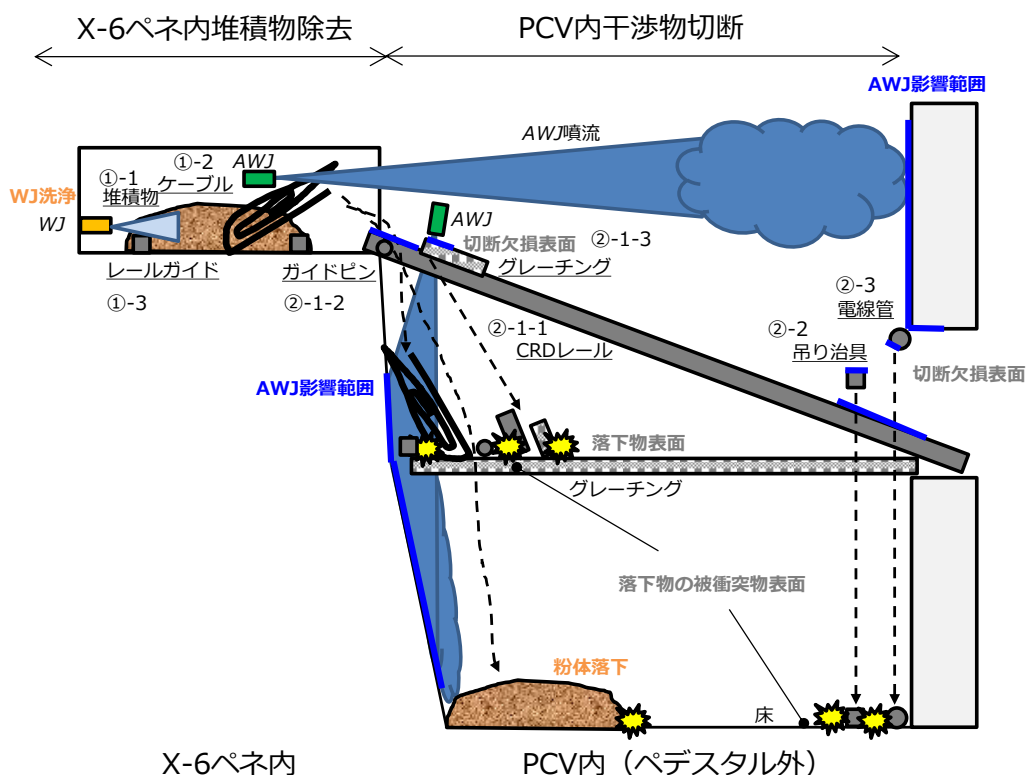 X-6ペネ内堆積物除去
PCV内干渉物切断
AWJ影響範囲
AWJ噴流
①-2
AWJ
ケーブル
①-1
堆積物
WJ洗浄
WJ
AWJ
切断欠損表面
②-1-3
グレーチング
レールガイド
ガイドピン
①-3
②-1-2
②-3
電線管
②-1-1
CRDレール
②-2
吊り治具
切断欠損表面
AWJ影響範囲
落下物表面
グレーチング
落下物の被衝突物表面
粉体落下
床
X-6ペネ内
PCV内（ペデスタル外）